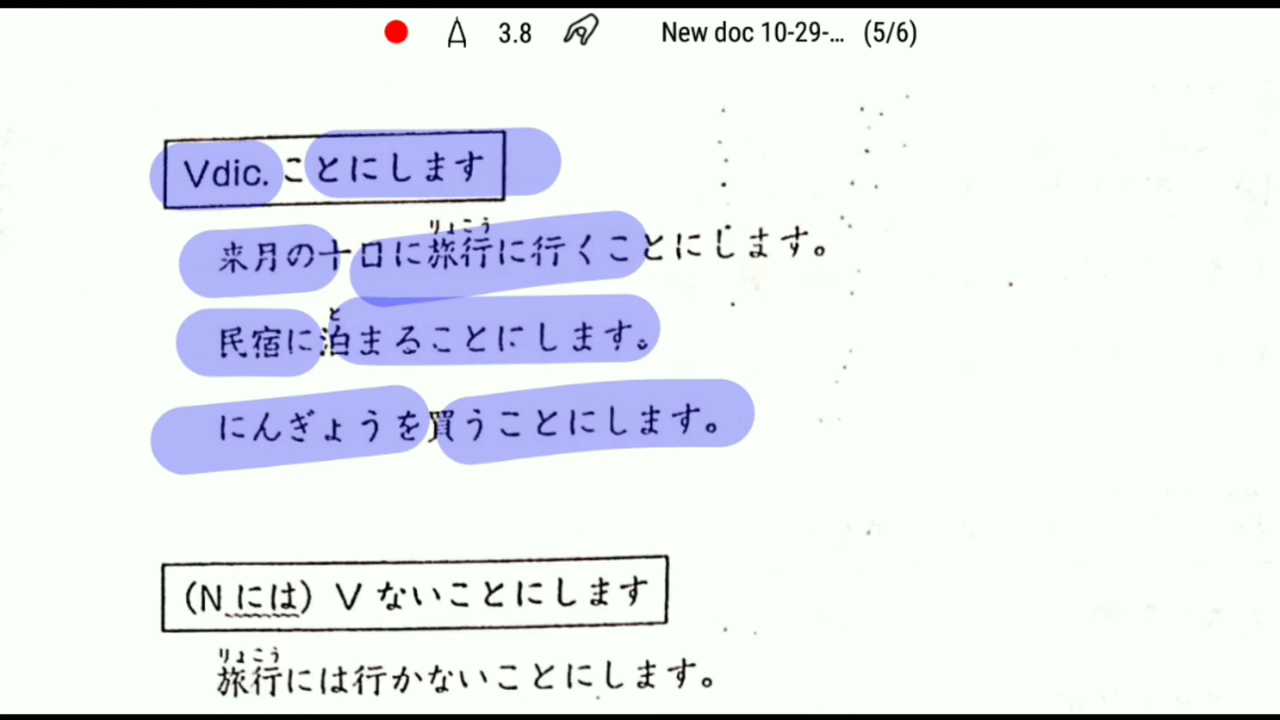 3.8 New doc 10-29-… (5/6)
Vdic. ことにします
りょこう
来月の十日に旅行に行くことにします。
と
民宿に泊まることにします。
にんぎょうを買うことにします。
(Nには) Vないことにします
りょこう
旅行には行かないことにします。